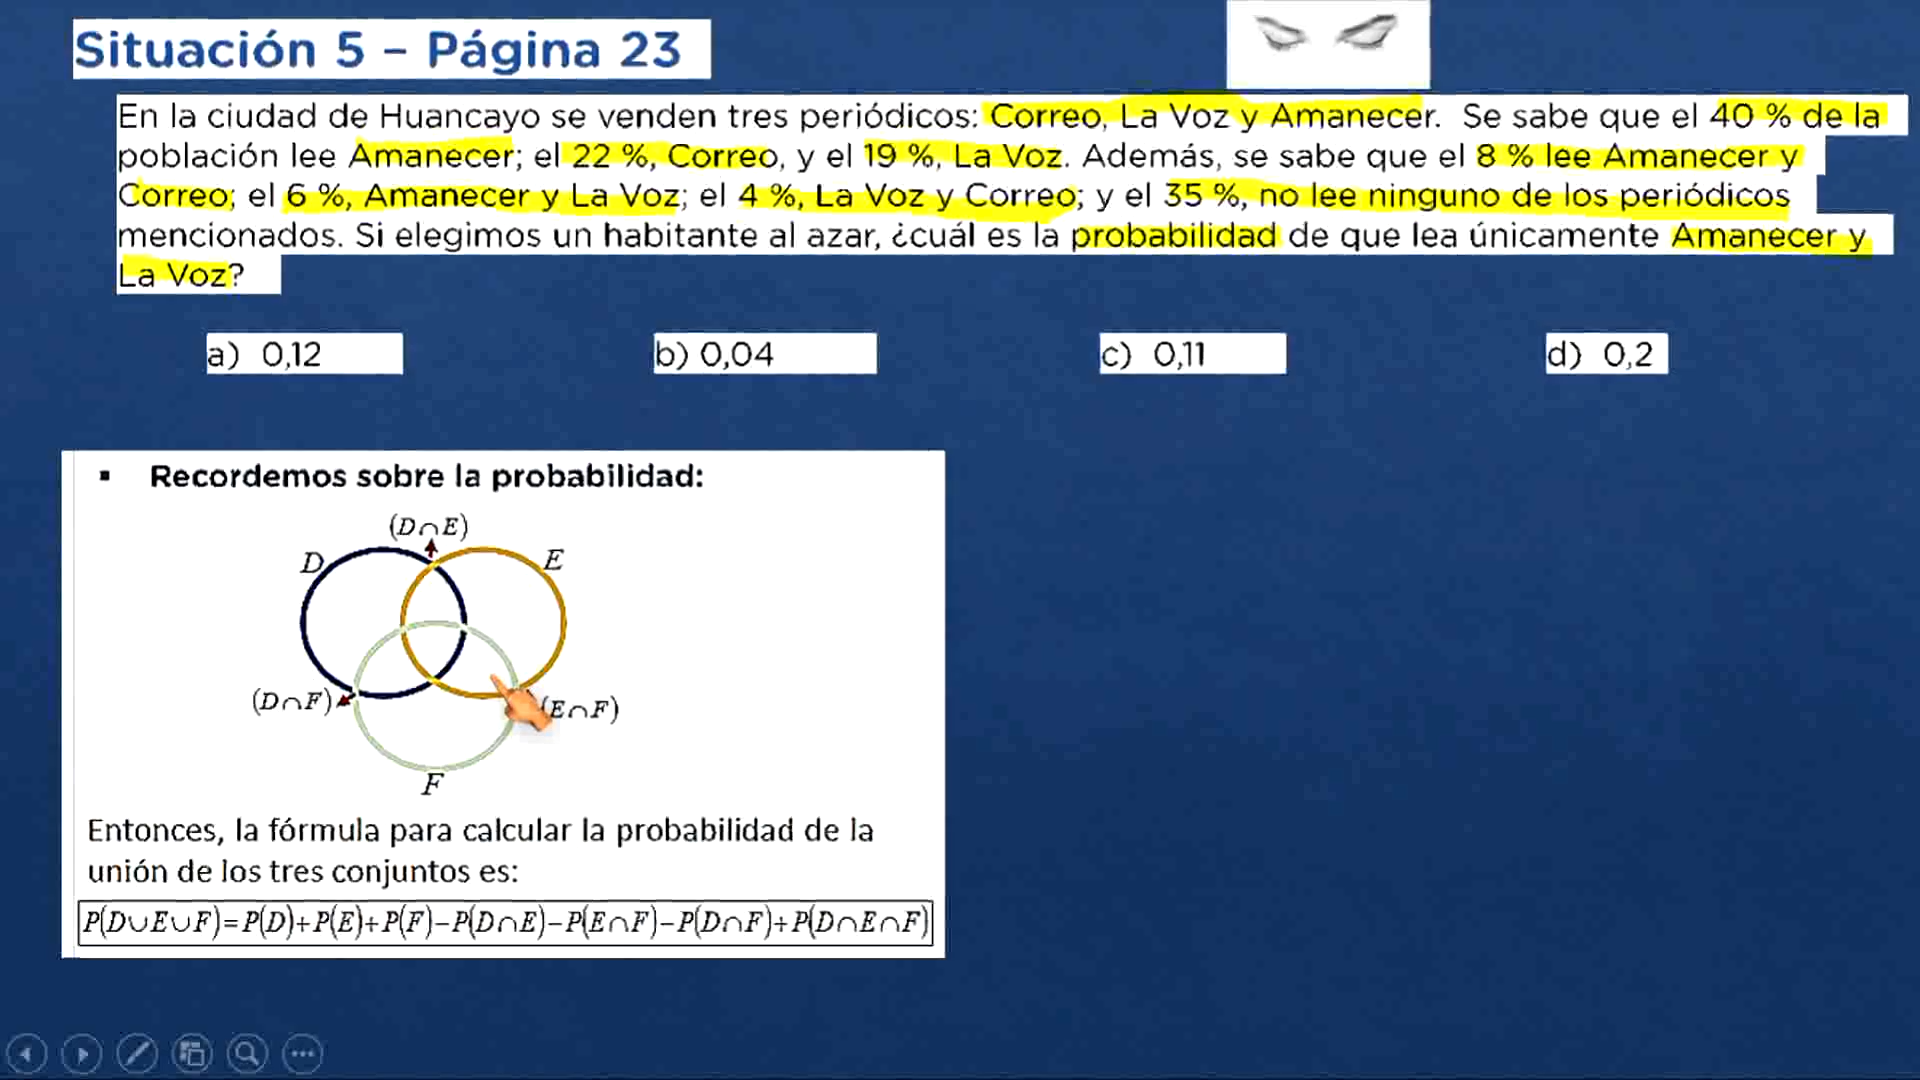 Situación 5 – Página 23
En la ciudad de Huancayo se venden tres periódicos: Correo, La Voz y Amanecer. Se sabe que el 40 % de la
población lee Amanecer; el 22 %, Correo, y el 19 %, La Voz. Además, se sabe que el 8 % lee Amanecer y
Correo; el 6 %, Amanecer y La Voz; el 4 %, La Voz y Correo; y el 35 %, no lee ninguno de los periódicos
mencionados. Si elegimos un habitante al azar, ¿cuál es la probabilidad de que lea únicamente Amanecer y
La Voz?
a) 0,12 b) 0,04 c) 0,11 d) 0,2
▪ Recordemos sobre la probabilidad:
(D∩E)
D E
(D∩F) (E∩F)
F
Entonces, la fórmula para calcular la probabilidad de la
unión de los tres conjuntos es:
P(D∪E∪F)=P(D)+P(E)+P(F)−P(D∩E)−P(E∩F)−P(D∩F)+P(D∩E∩F)